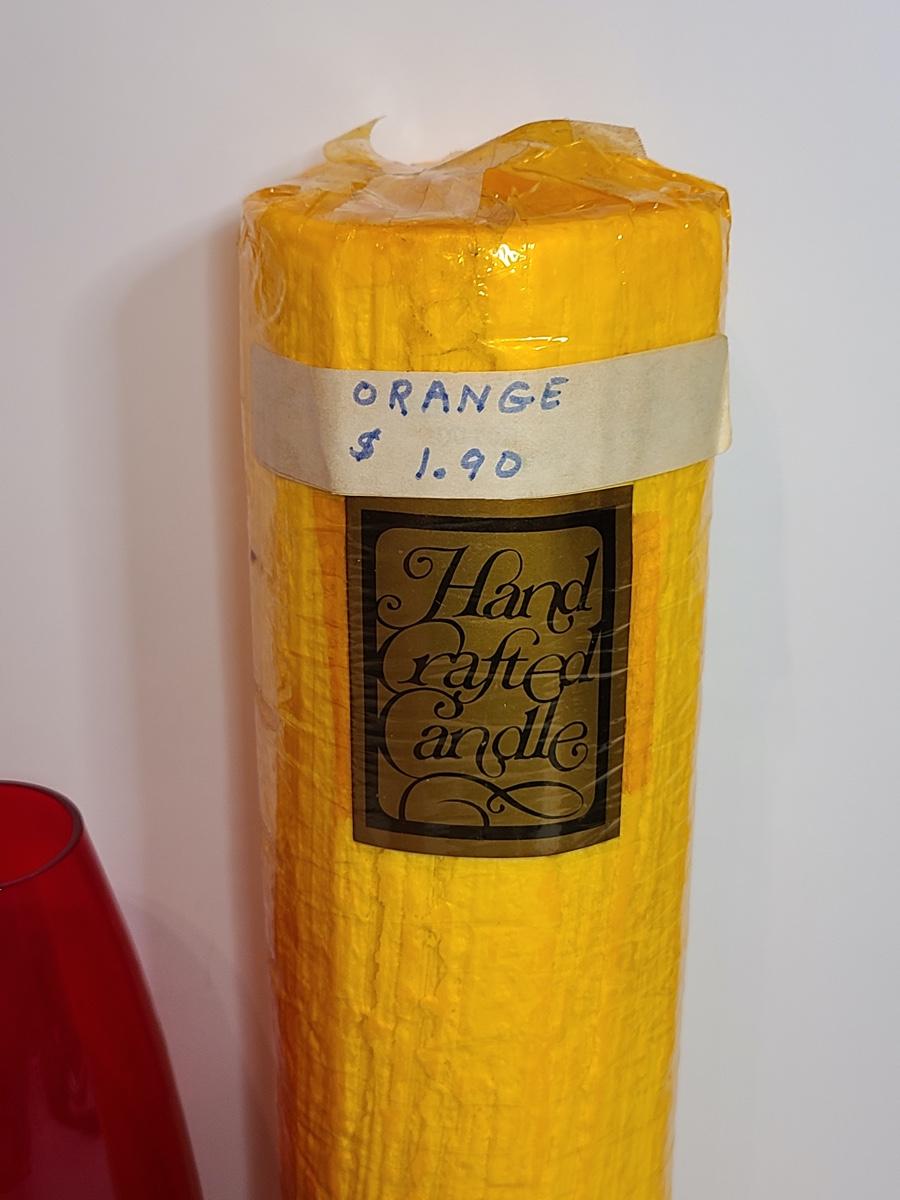 ORANGE
$ 1.90
Hand
Crafted
Candle